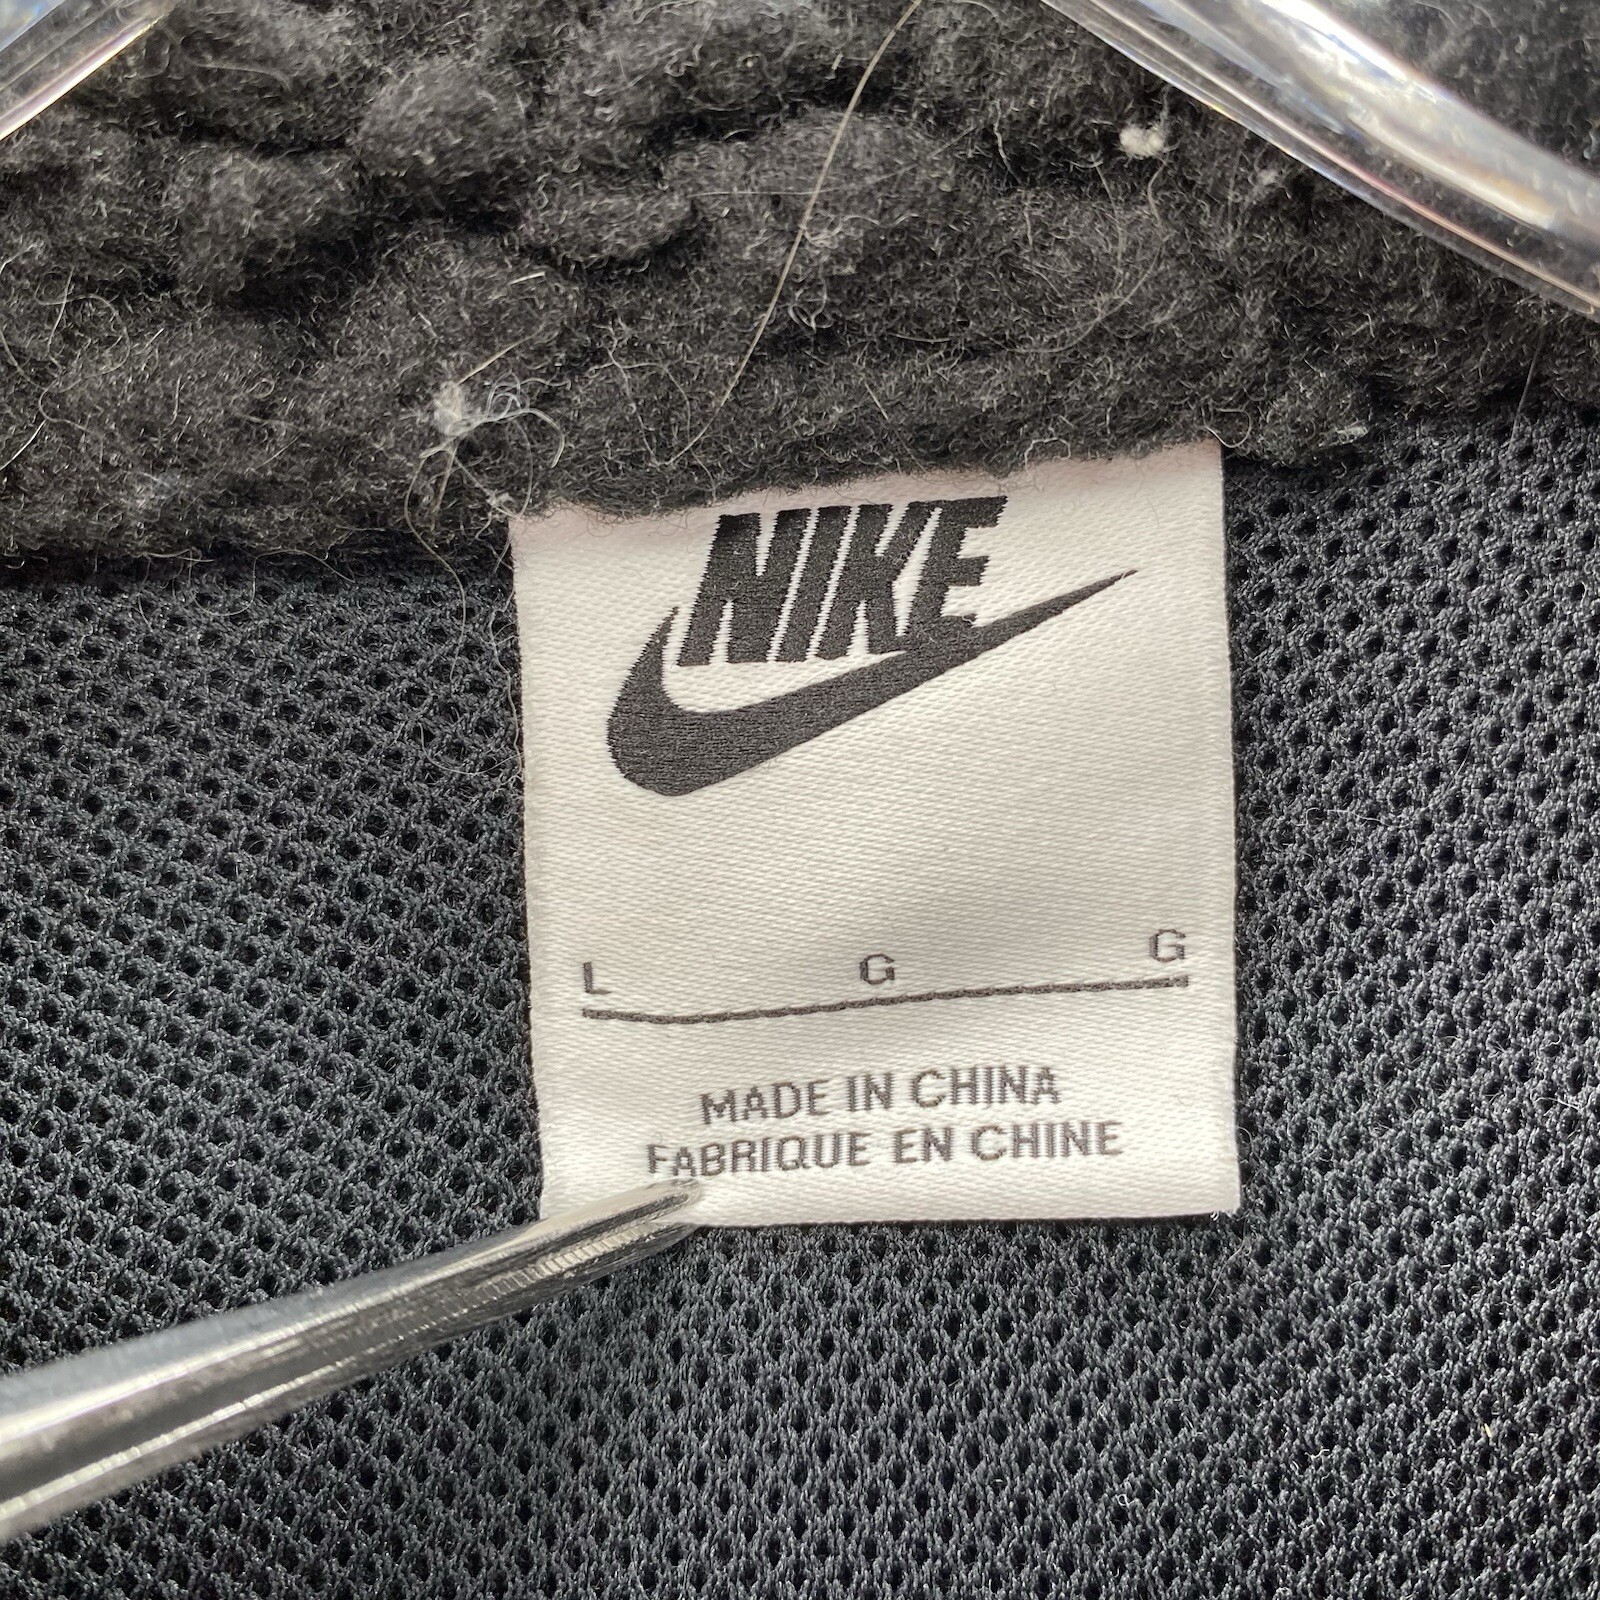 NIKE
L G G
MADE IN CHINA
FABRIQUE EN CHINE